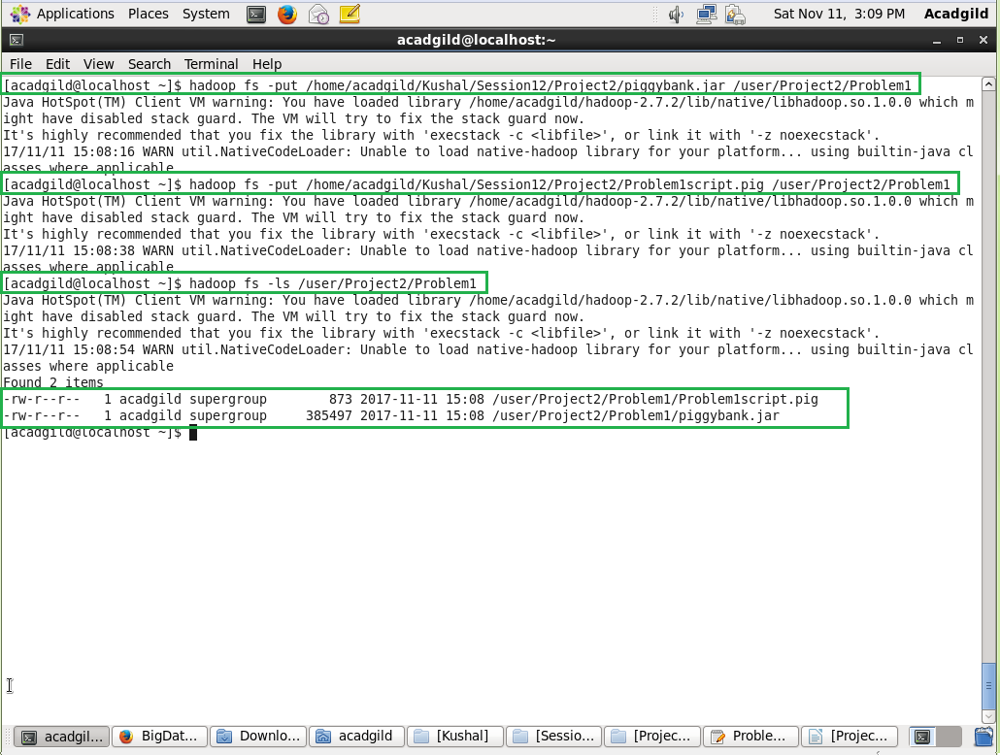 Applications Places System Sat Nov 11, 3:09 PM Acadgild
acadgild@localhost:~
File Edit View Search Terminal Help
[acadgild@localhost ~]$ hadoop fs -put /home/acadgild/Kushal/Session12/Project2/piggybank.jar /user/Project2/Problem1
Java HotSpot(TM) Client VM warning: You have loaded library /home/acadgild/hadoop-2.7.2/lib/native/libhadoop.so.1.0.0 which m
ight have disabled stack guard. The VM will try to fix the stack guard now.
It's highly recommended that you fix the library with 'execstack -c <libfile>', or link it with '-z noexecstack'.
17/11/11 15:08:16 WARN util.NativeCodeLoader: Unable to load native-hadoop library for your platform... using builtin-java cl
asses where applicable
[acadgild@localhost ~]$ hadoop fs -put /home/acadgild/Kushal/Session12/Project2/Problem1script.pig /user/Project2/Problem1
Java HotSpot(TM) Client VM warning: You have loaded library /home/acadgild/hadoop-2.7.2/lib/native/libhadoop.so.1.0.0 which m
ight have disabled stack guard. The VM will try to fix the stack guard now.
It's highly recommended that you fix the library with 'execstack -c <libfile>', or link it with '-z noexecstack'.
17/11/11 15:08:38 WARN util.NativeCodeLoader: Unable to load native-hadoop library for your platform... using builtin-java cl
asses where applicable
[acadgild@localhost ~]$ hadoop fs -ls /user/Project2/Problem1
Java HotSpot(TM) Client VM warning: You have loaded library /home/acadgild/hadoop-2.7.2/lib/native/libhadoop.so.1.0.0 which m
ight have disabled stack guard. The VM will try to fix the stack guard now.
It's highly recommended that you fix the library with 'execstack -c <libfile>', or link it with '-z noexecstack'.
17/11/11 15:08:54 WARN util.NativeCodeLoader: Unable to load native-hadoop library for your platform... using builtin-java cl
asses where applicable
Found 2 items
-rw-r--r--   1 acadgild supergroup        873 2017-11-11 15:08 /user/Project2/Problem1/Problem1script.pig
-rw-r--r--   1 acadgild supergroup     385497 2017-11-11 15:08 /user/Project2/Problem1/piggybank.jar
[acadgild@localhost ~]$
acadgil... BigDat... Downlo... acadgild [Kushal] [Sessio... [Projec... Proble... [Projec...